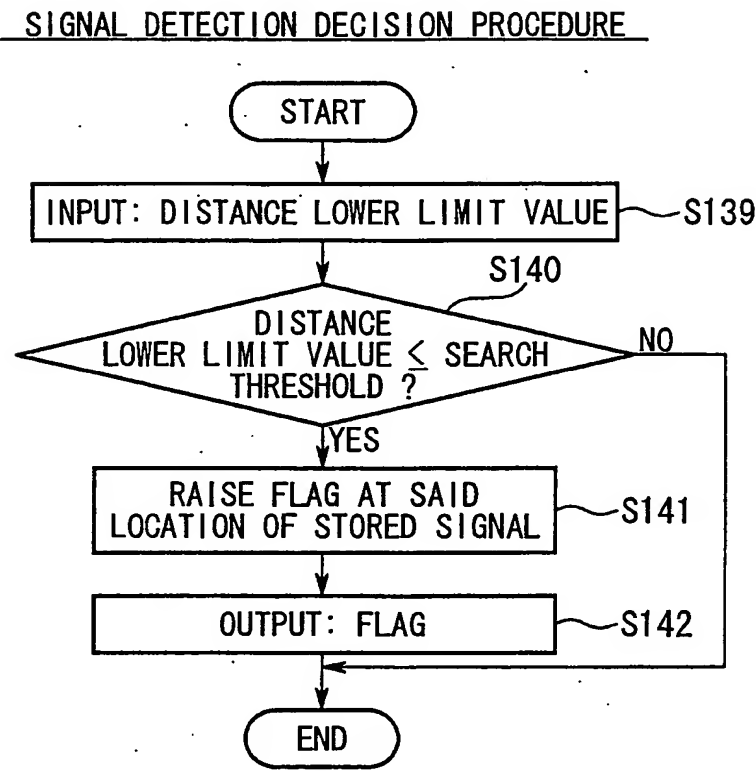 SIGNAL DETECTION DECISION PROCEDURE
START
INPUT: DISTANCE LOWER LIMIT VALUE
S139
S140
DISTANCE
LOWER LIMIT VALUE ≤ SEARCH
THRESHOLD ?
NO
YES
RAISE FLAG AT SAID
LOCATION OF STORED SIGNAL
S141
OUTPUT: FLAG
S142
END